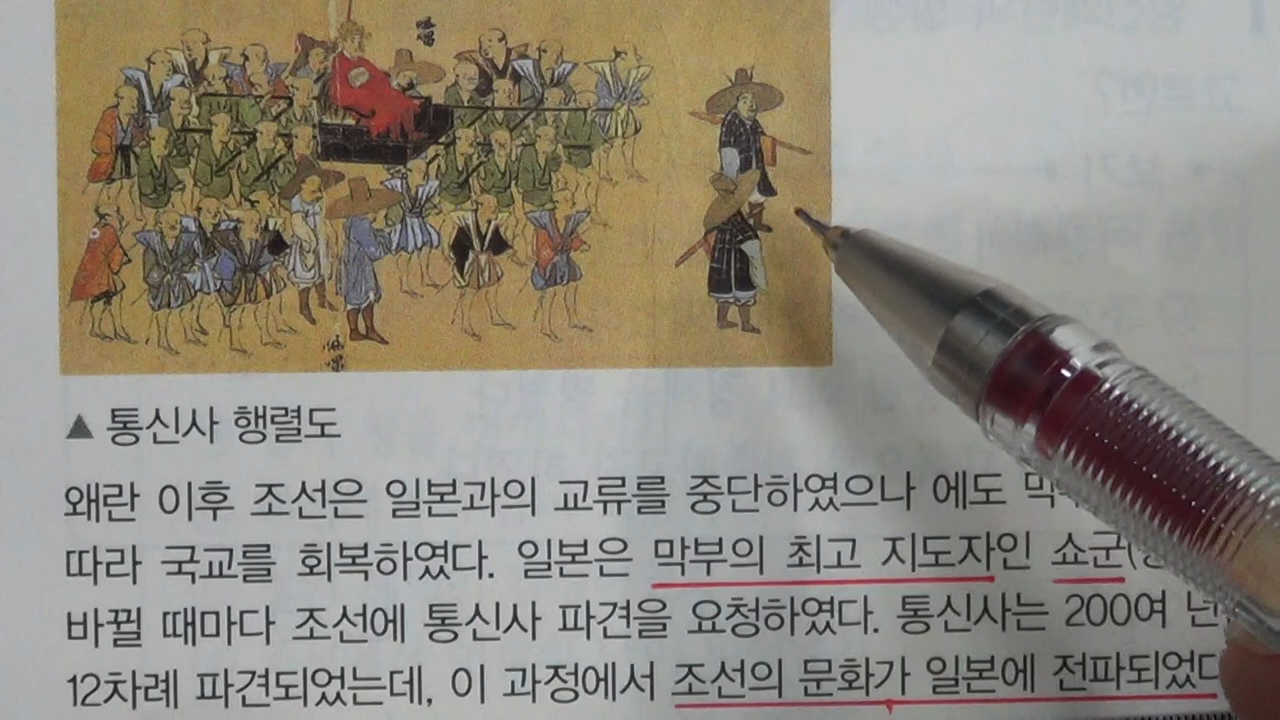 ▲ 통신사 행렬도
왜란 이후 조선은 일본과의 교류를 중단하였으나 에도
따라 국교를 회복하였다. 일본은 막부의 최고 지도자인 쇼군(
바뀔 때마다 조선에 통신사 파견을 요청하였다. 통신사는 200여
12차례 파견되었는데, 이 과정에서 조선의 문화가 일본에 전파되었다